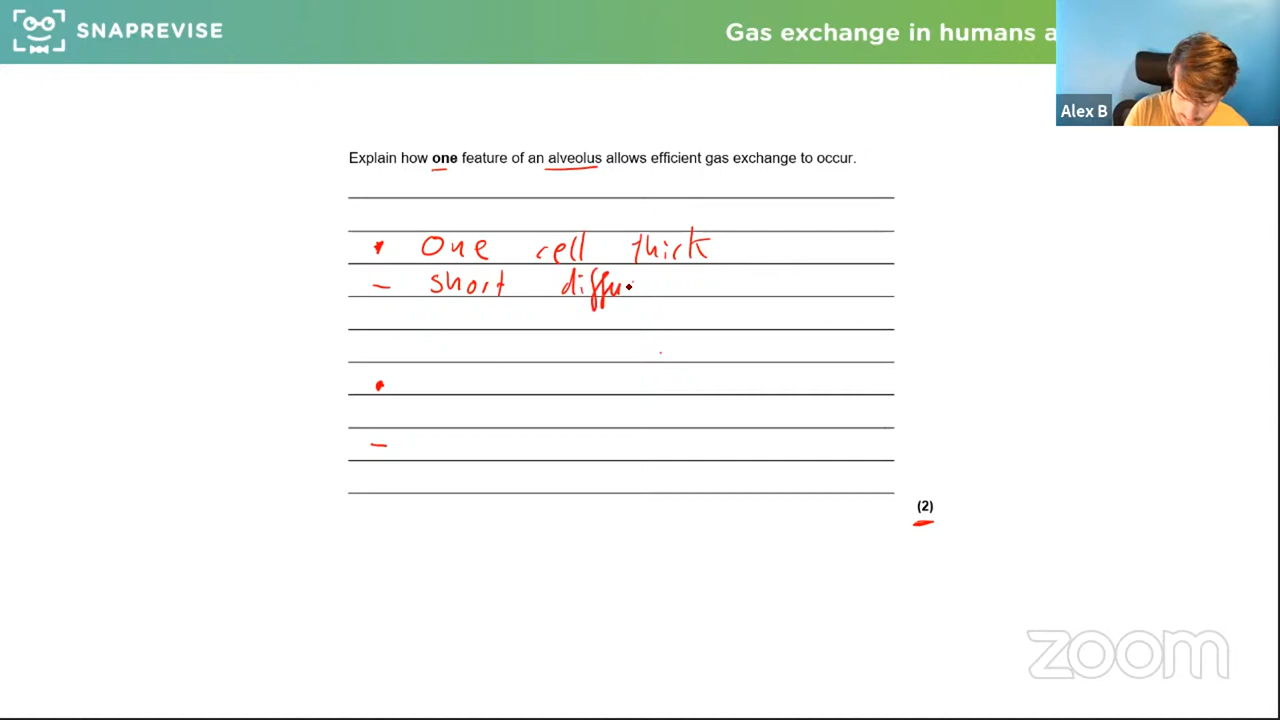 SNAPREVISE
Gas exchange in humans a
Alex B
Explain how one feature of an alveolus allows efficient gas exchange to occur.
• One cell thick
- short diffu
•
-
(2)
zoom